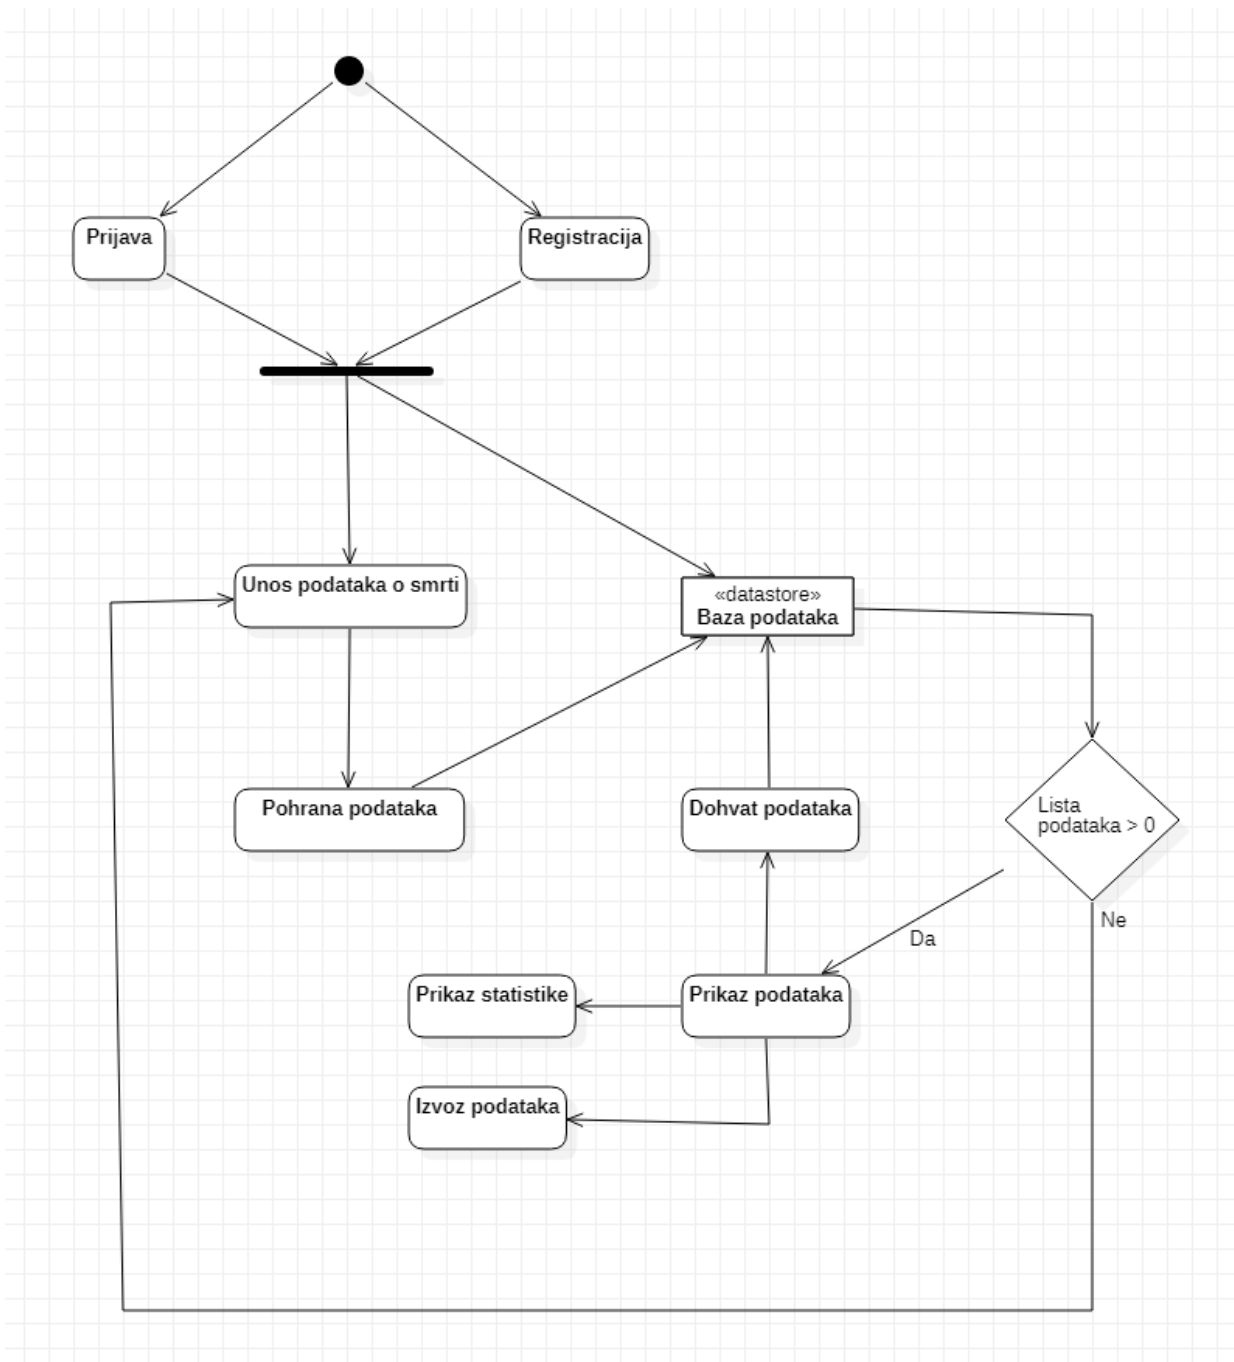 Prijava
Registracija
Unos podataka o smrti
«datastore»
Baza podataka
Pohrana podataka
Dohvat podataka
Lista
podataka > 0
Ne
Da
Prikaz statistike
Prikaz podataka
Izvoz podataka